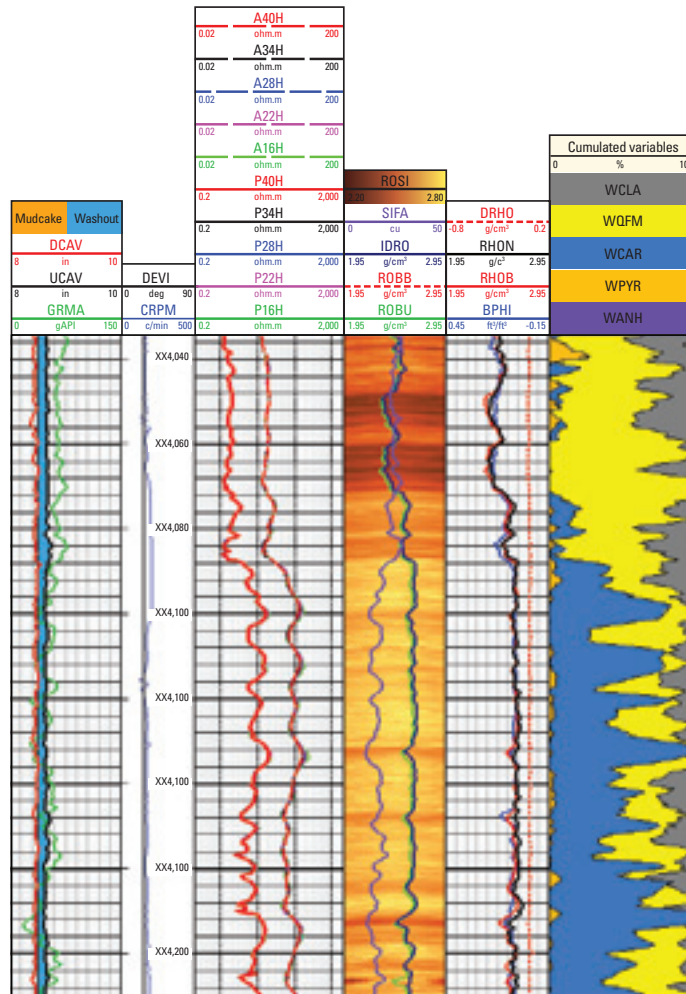 A40H
0.02 ohm.m 200
A34H
0.02 ohm.m 200
A28H
0.02 ohm.m 200
A22H
0.02 ohm.m 200
A16H
0.02 ohm.m 200
P40H
0.2 ohm.m 2,000
P34H
0.2 ohm.m 2,000
P28H
0.2 ohm.m 2,000
P22H
0.2 ohm.m 2,000
P16H
0.2 ohm.m 2,000
Mudcake Washout
DCAV
8 in 10
UCAV
8 in 10
GRMA
0 gAPI 150
DEVI
0 deg 90
CRPM
0 c/min 500
ROSI
2.20 2.80
SIFA
0 cu 50
IDRO
1.95 g/cm³ 2.95
ROBB
1.95 g/cm³ 2.95
ROBU
1.95 g/cm³ 2.95
DRHO
-0.8 g/cm³ 0.2
RHON
1.95 g/c³ 2.95
RHOB
1.95 g/cm³ 2.95
BPHI
0.45 ft³/ft³ -0.15
Cumulated variables
0 % 10
WCLA
WQFM
WCAR
WPYR
WANH
XX4,040
XX4,060
XX4,080
XX4,100
XX4,100
XX4,100
XX4,100
XX4,200